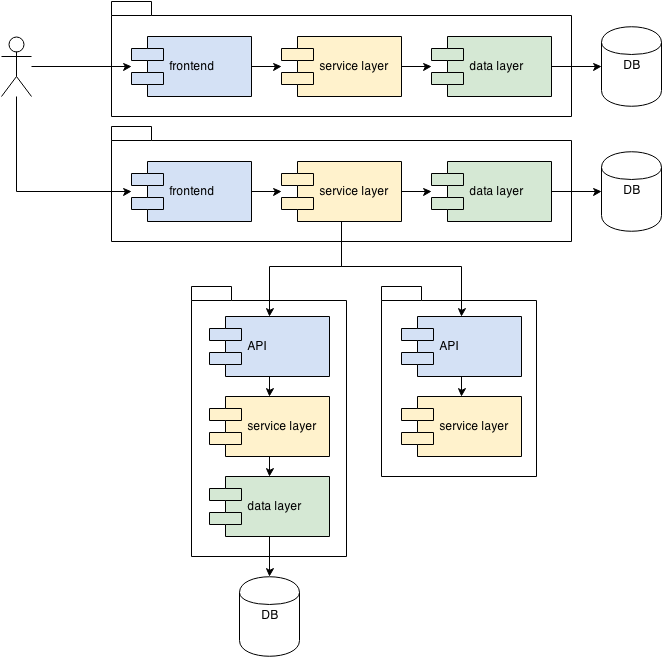 frontend
service layer
data layer
DB
frontend
service layer
data layer
DB
API
API
service layer
service layer
data layer
DB